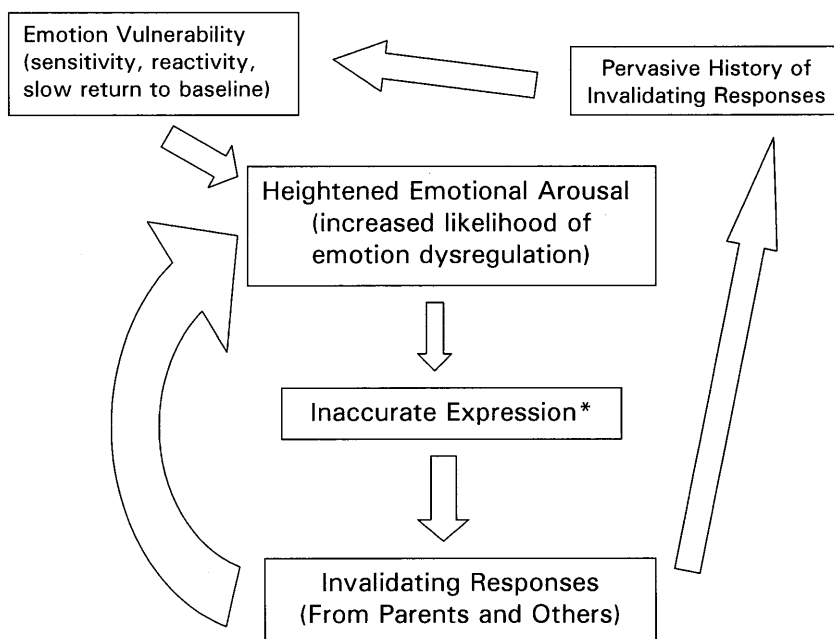 Emotion Vulnerability
(sensitivity, reactivity,
slow return to baseline)
Pervasive History of
Invalidating Responses
Heightened Emotional Arousal
(increased likelihood of
emotion dysregulation)
Inaccurate Expression*
Invalidating Responses
(From Parents and Others)